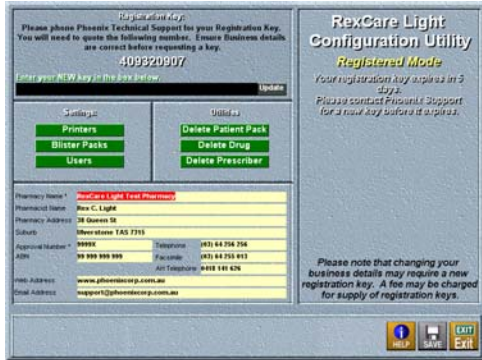 Registration Key:
Please phone Phoenix Technical Support for your Registration Key.
You will need to quote the following number. Ensure Business details
are correct before requesting a key.
409320907
Enter your NEW key in the box below.
Update
Settings:
Printers
Blister Packs
Users
Utilities
Delete Patient Pack
Delete Drug
Delete Prescriber
Pharmacy Name * RexCare Light Test Pharmacy
Pharmacist Name Rex C. Light
Pharmacy Address 38 Queen St
Suburb Ulverstone TAS 7315
Approval Number * 9999X Telephone (03) 64 256 256
ABN 99 999 999 999 Facsimile (03) 64 255 013
AH Telephone 0418 141 626
Web Address www.phoenixcorp.com.au
Email Address support@phoenixcorp.com.au
RexCare Light
Configuration Utility
Registered Mode
Your registration key expires in 5
days.
Please contact Phoenix Support
for a new key before it expires.
Please note that changing your
business details may require a new
registration key. A fee may be charged
for supply of registration keys.
HELP
SAVE
EXIT
Exit